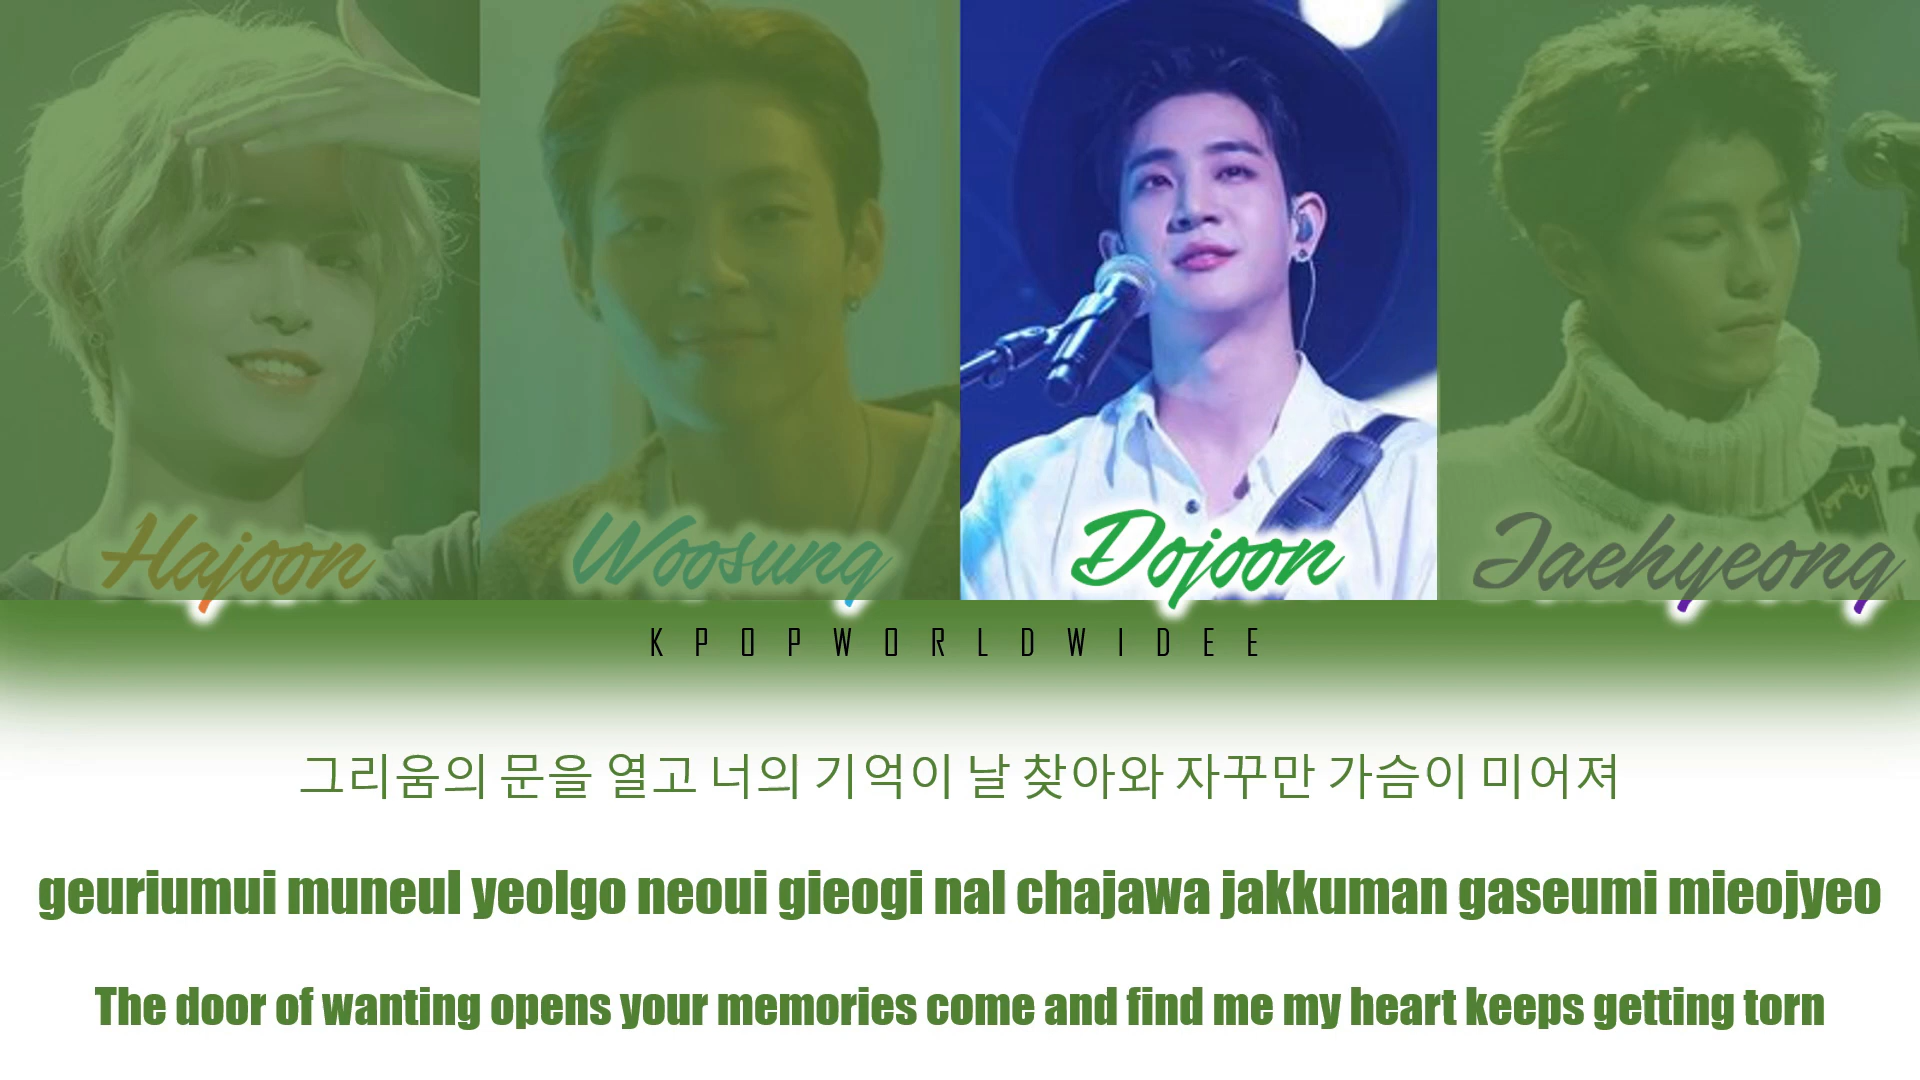 Hajoon
Woosung
Dojoon
Jaehyeong
KPOPWORLDWIDEE
그리움의 문을 열고 너의 기억이 날 찾아와 자꾸만 가슴이 미어져
geuriumui muneul yeolgo neoui gieogi nal chajawa jakkuman gaseumi mieojyeo
The door of wanting opens your memories come and find me my heart keeps getting torn